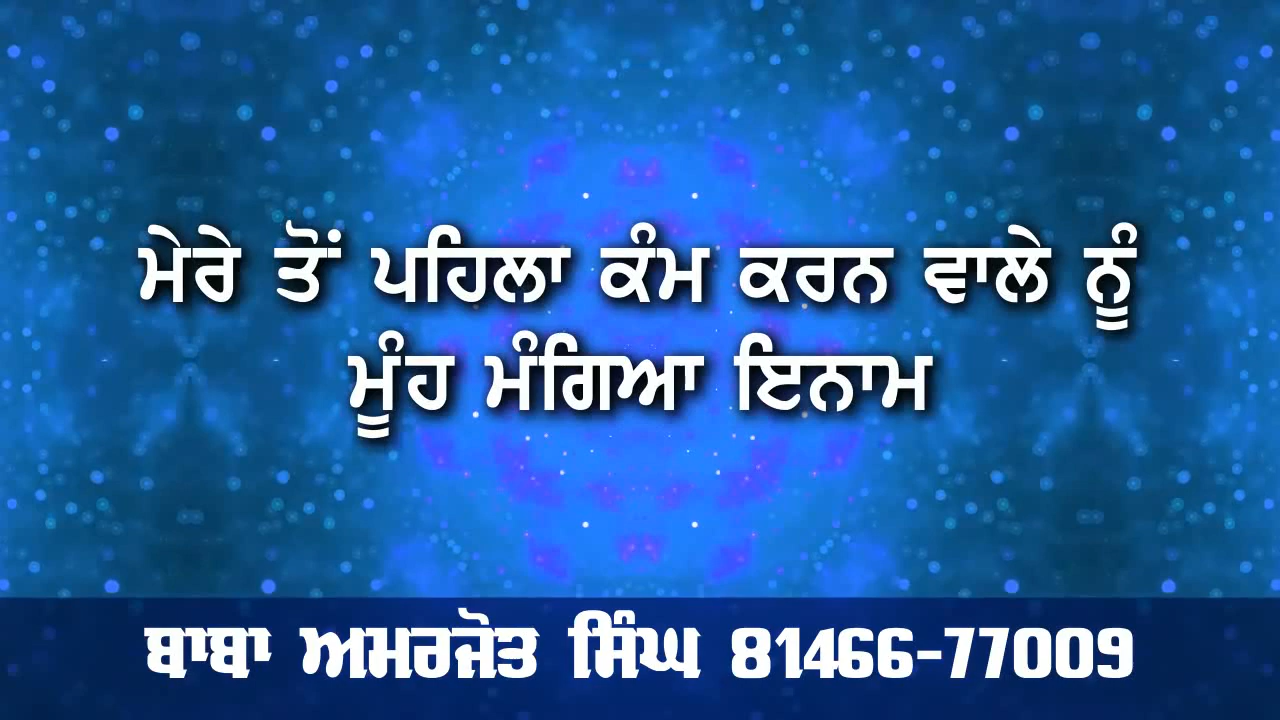 ਮੇਰੇ ਤੋਂ ਪਹਿਲਾ ਕੰਮ ਕਰਨ ਵਾਲੇ ਨੂੰ
ਮੂੰਹ ਮੰਗਿਆ ਇਨਾਮ
ਬਾਬਾ ਅਮਰਜੋਤ ਸਿੰਘ 81466-77009